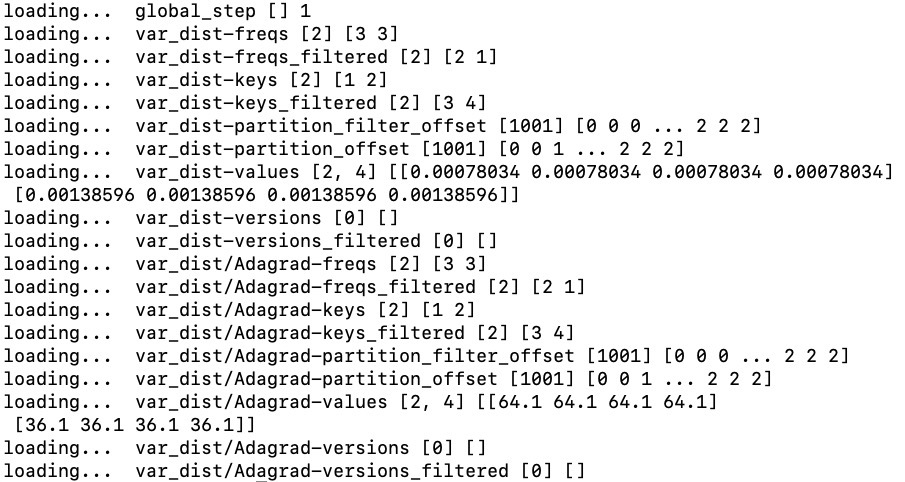 loading...  global_step [] 1
loading...  var_dist-freqs [2] [3 3]
loading...  var_dist-freqs_filtered [2] [2 1]
loading...  var_dist-keys [2] [1 2]
loading...  var_dist-keys_filtered [2] [3 4]
loading...  var_dist-partition_filter_offset [1001] [0 0 0 ... 2 2 2]
loading...  var_dist-partition_offset [1001] [0 0 1 ... 2 2 2]
loading...  var_dist-values [2, 4] [[0.00078034 0.00078034 0.00078034 0.00078034]
 [0.00138596 0.00138596 0.00138596 0.00138596]]
loading...  var_dist-versions [0] []
loading...  var_dist-versions_filtered [0] []
loading...  var_dist/Adagrad-freqs [2] [3 3]
loading...  var_dist/Adagrad-freqs_filtered [2] [2 1]
loading...  var_dist/Adagrad-keys [2] [1 2]
loading...  var_dist/Adagrad-keys_filtered [2] [3 4]
loading...  var_dist/Adagrad-partition_filter_offset [1001] [0 0 0 ... 2 2 2]
loading...  var_dist/Adagrad-partition_offset [1001] [0 0 1 ... 2 2 2]
loading...  var_dist/Adagrad-values [2, 4] [[64.1 64.1 64.1 64.1]
 [36.1 36.1 36.1 36.1]]
loading...  var_dist/Adagrad-versions [0] []
loading...  var_dist/Adagrad-versions_filtered [0] []